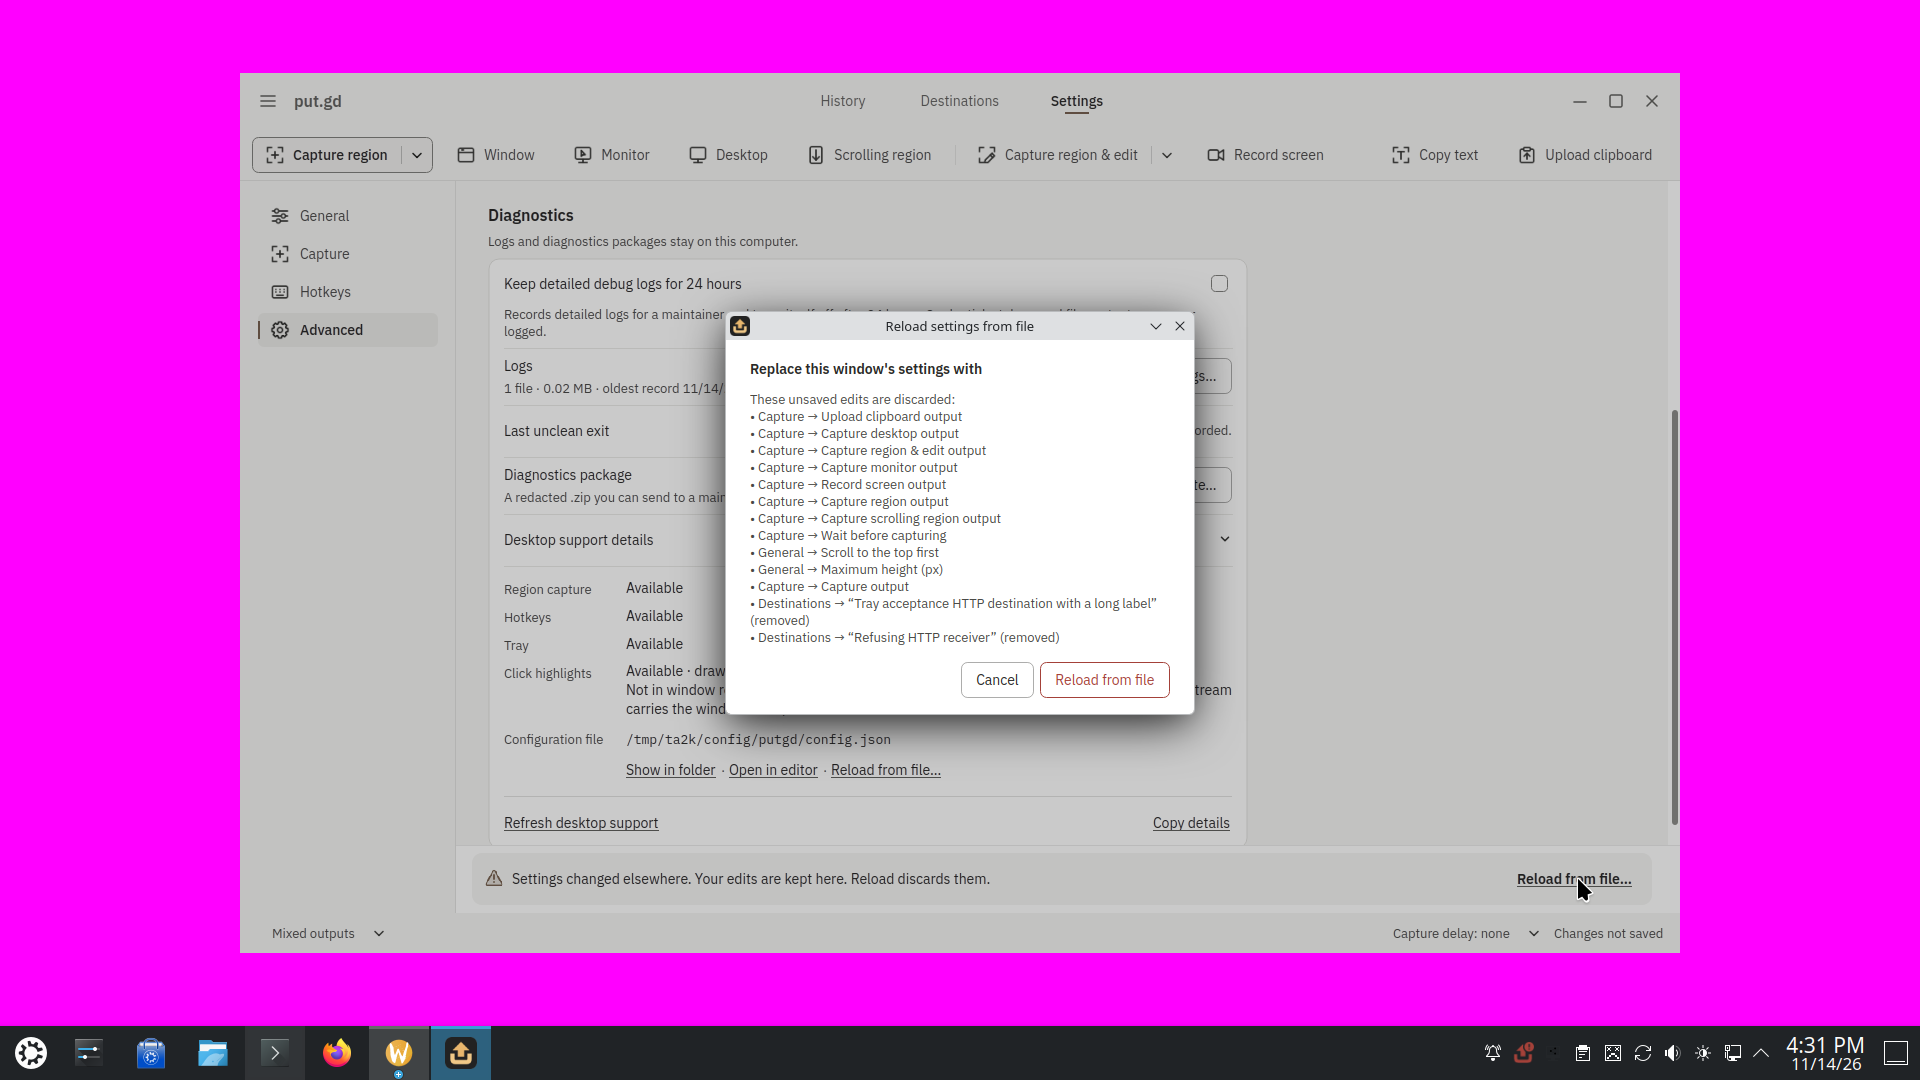 put.gd
History
Destinations
Settings
Capture region
Window
Monitor
Desktop
Scrolling region
Capture region & edit
Record screen
Copy text
Upload clipboard
General
Capture
Hotkeys
Advanced
Diagnostics
Logs and diagnostics packages stay on this computer.
Keep detailed debug logs for 24 hours
Records detailed logs for a maintainer
logged.
Logs
1 file · 0.02 MB · oldest record 11/14/
Last unclean exit
Diagnostics package
A redacted .zip you can send to a
Desktop support details
Region capture
Available
Hotkeys
Available
Tray
Available
Click highlights
Available ·
Not in window
carries the
Configuration file
/tmp/ta2k/config/putgd/config.json
Show in folder · Open in editor · Reload from file...
Refresh desktop support
Copy details
Reload settings from file
Replace this window's settings with
These unsaved edits are discarded:
• Capture → Upload clipboard output
• Capture → Capture desktop output
• Capture → Capture region & edit output
• Capture → Capture monitor output
• Capture → Record screen output
• Capture → Capture region output
• Capture → Capture scrolling region output
• Capture → Wait before capturing
• General → Scroll to the top first
• General → Maximum height (px)
• Capture → Capture output
• Destinations → “Tray acceptance HTTP destination with a long label”
(removed)
• Destinations → “Refusing HTTP receiver” (removed)
Cancel
Reload from file
Settings changed elsewhere. Your edits are kept here. Reload discards them.
Reload from file...
Mixed outputs
Capture delay: none
Changes not saved
4:31 PM
11/14/26